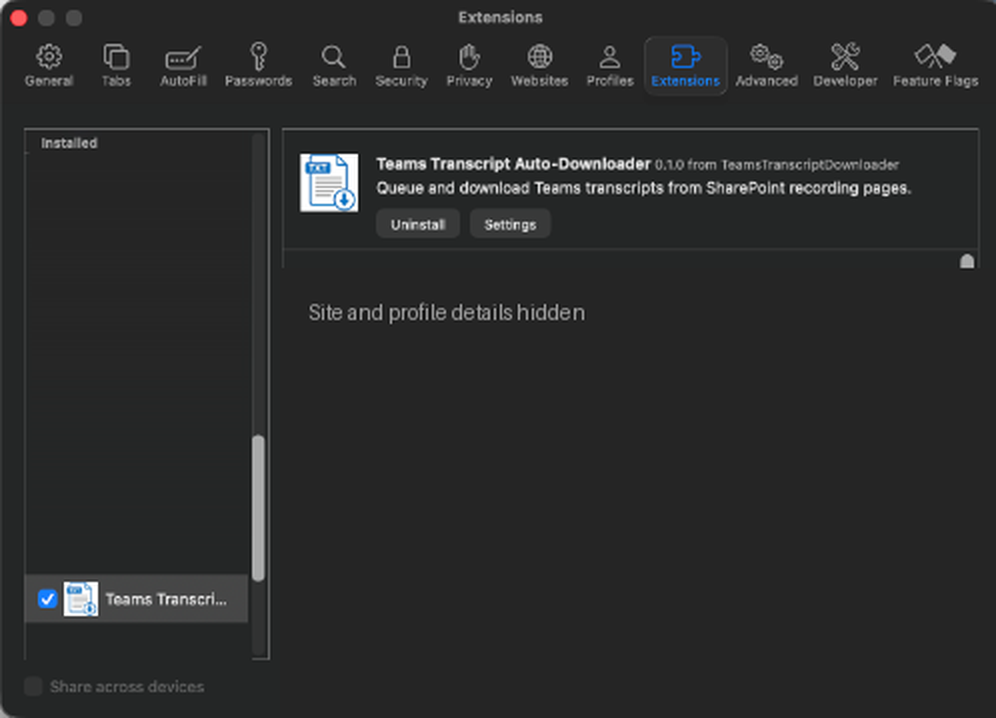 Extensions
General Tabs AutoFill Passwords Search Security Privacy Websites Profiles Extensions Advanced Developer Feature Flags
Installed
TXT
Teams Transcript Auto-Downloader 0.1.0 from TeamsTranscriptDownloader
Queue and download Teams transcripts from SharePoint recording pages.
Uninstall Settings
Site and profile details hidden
TXT
Teams Transcri...
Share across devices